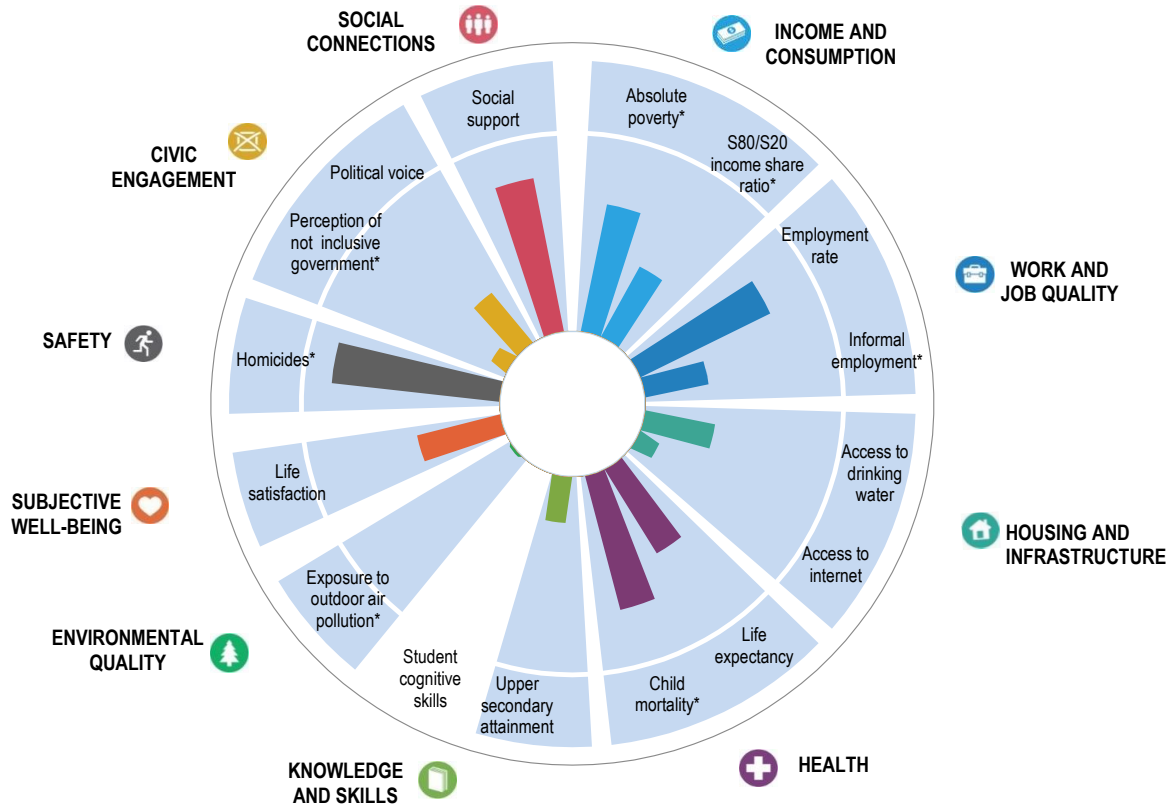 SOCIAL
CONNECTIONS
INCOME AND
CONSUMPTION
Social
support
Absolute
poverty*
S80/S20
income share
ratio*
CIVIC
ENGAGEMENT
Political voice
Perception of
not inclusive
government*
Employment
rate
WORK AND
JOB QUALITY
Informal
employment*
SAFETY
Homicides*
Access to
drinking
water
Access to
internet
HOUSING AND
INFRASTRUCTURE
Life
satisfaction
SUBJECTIVE
WELL-BEING
Exposure to
outdoor air
pollution*
ENVIRONMENTAL
QUALITY
Student
cognitive
skills
Upper
secondary
attainment
Child
mortality*
Life
expectancy
KNOWLEDGE
AND SKILLS
HEALTH